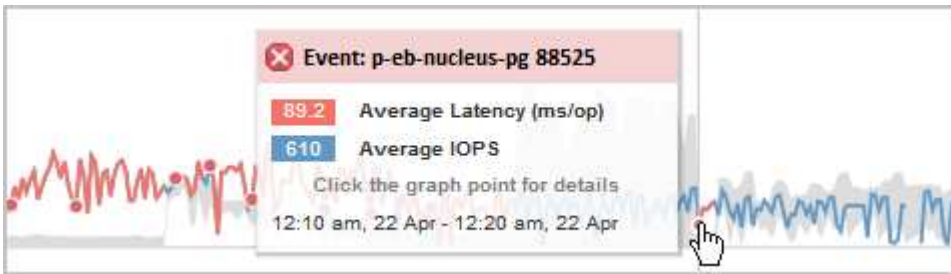 Event: p-eb-nucleus-pg 88525
89.2 Average Latency (ms/op)
610 Average IOPS
Click the graph point for details
12:10 am, 22 Apr - 12:20 am, 22 Apr